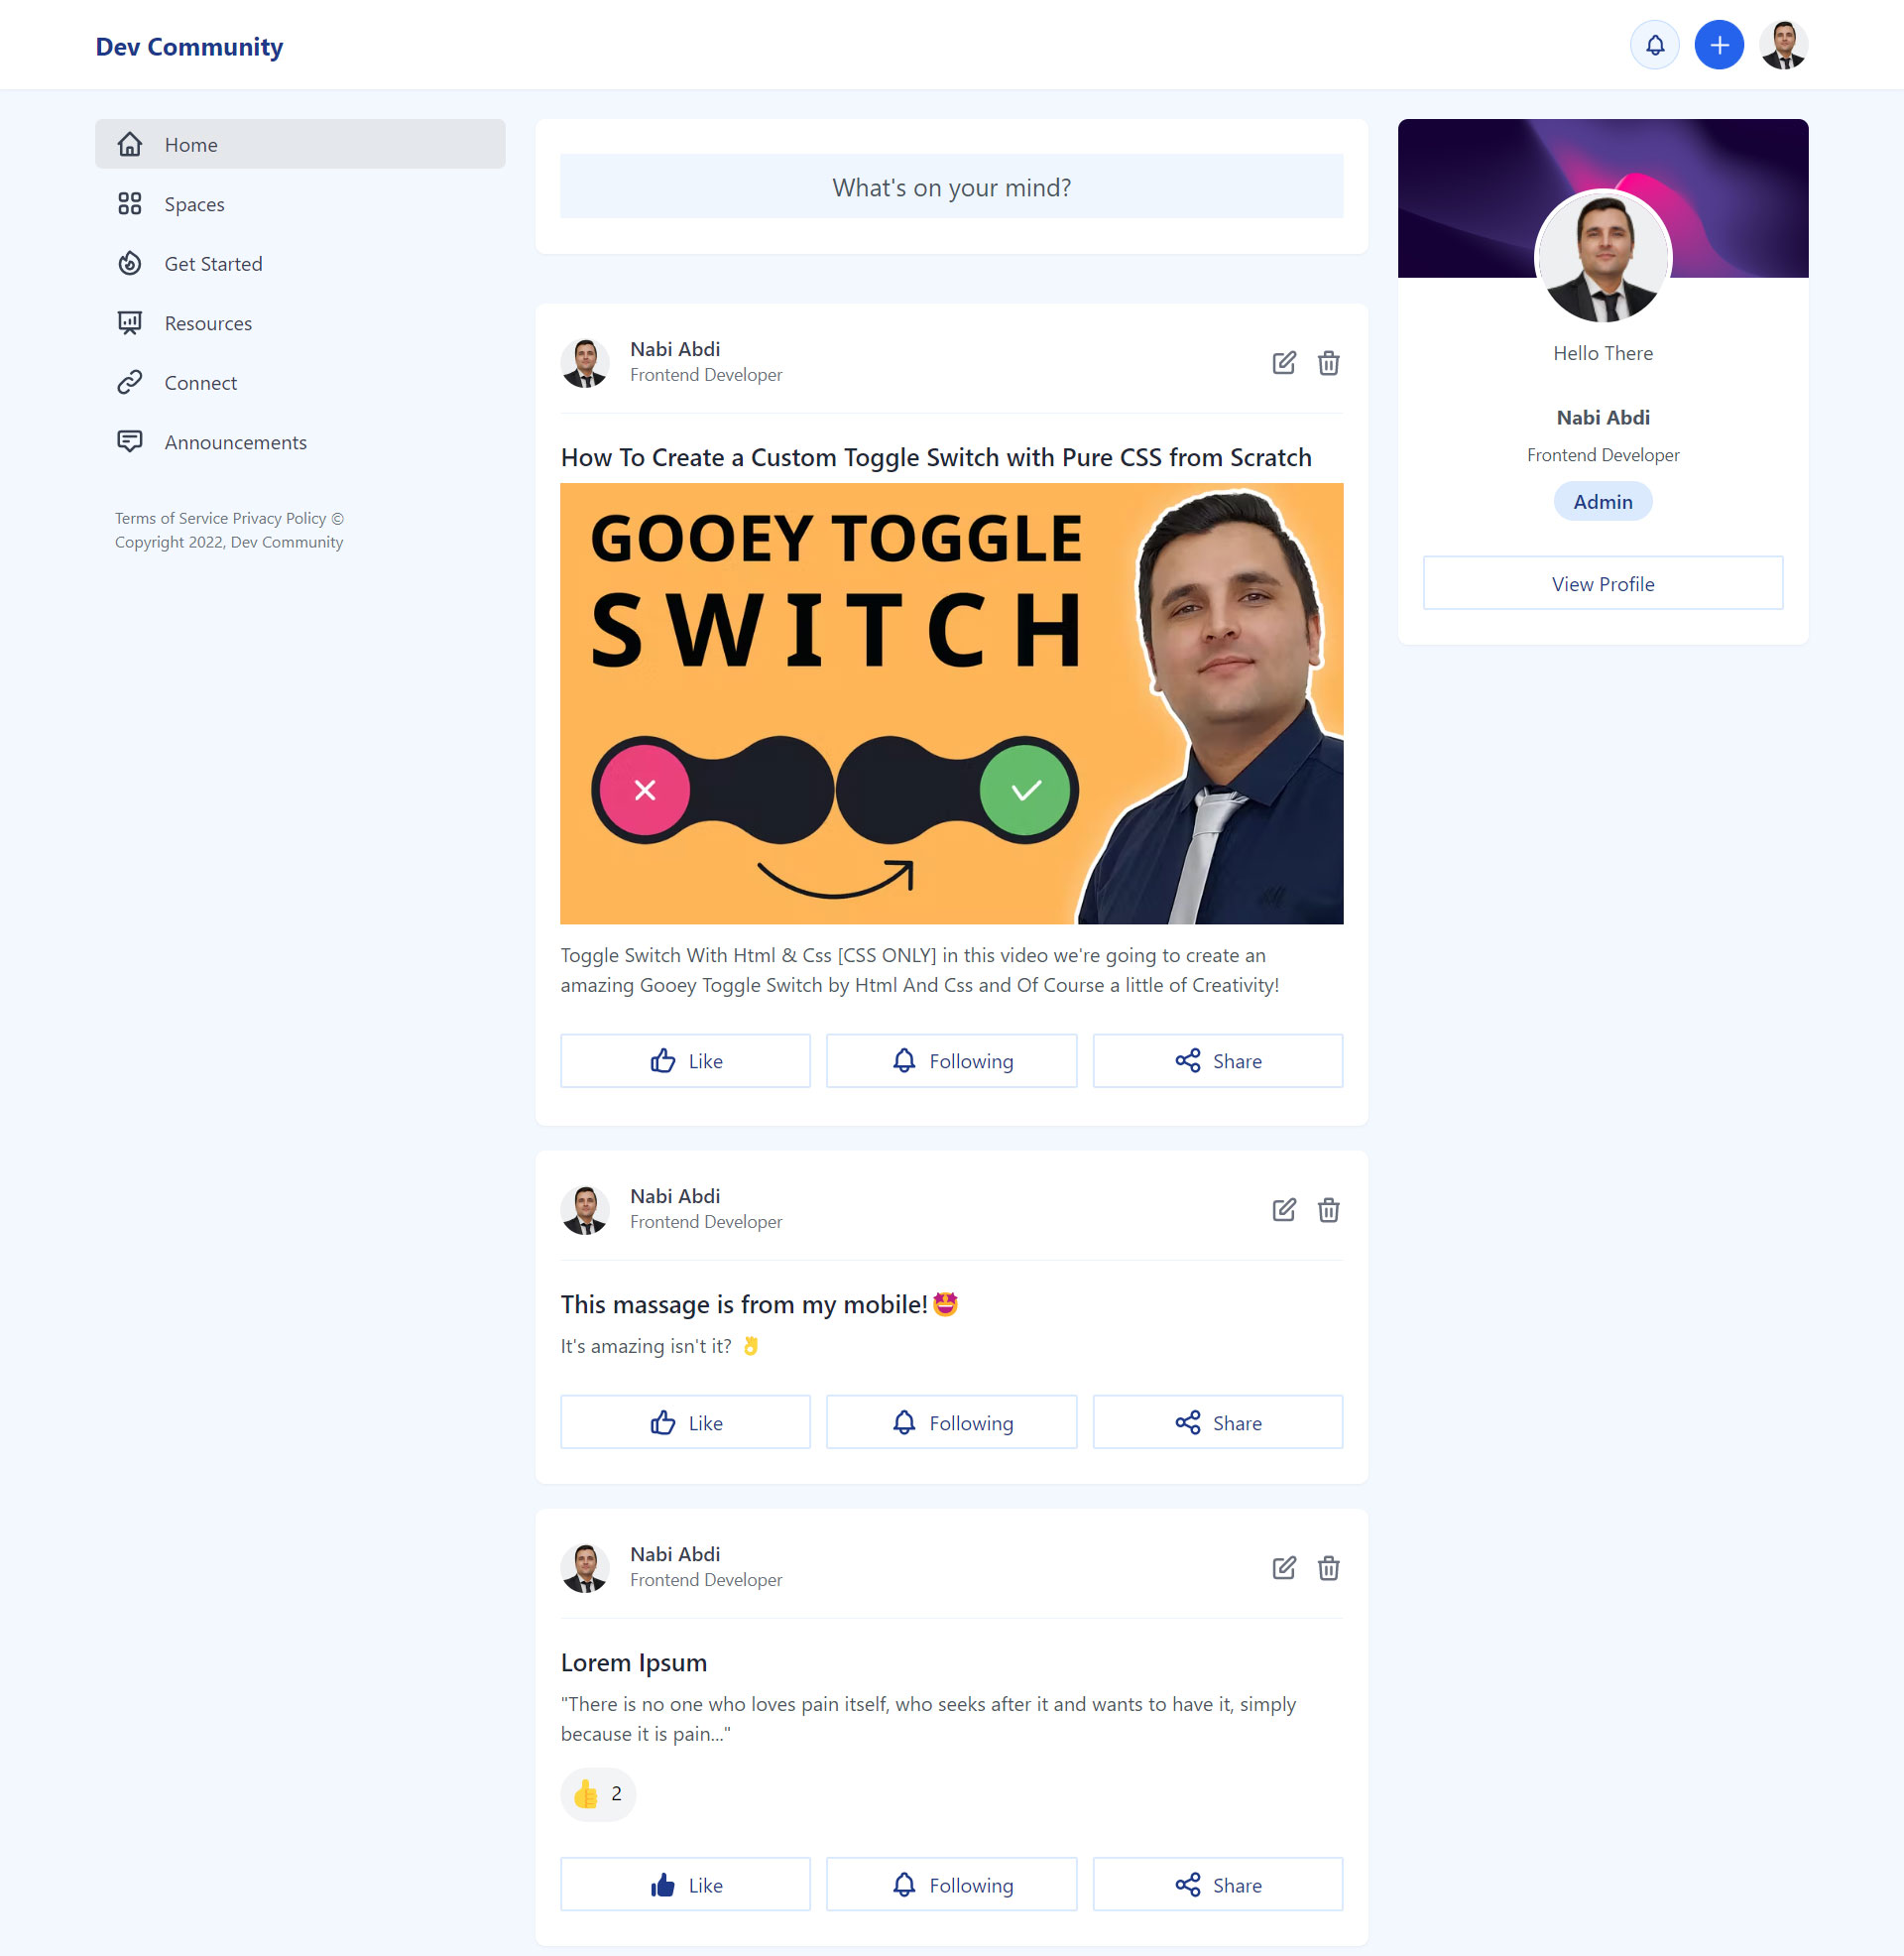 Dev Community
Home
Spaces
Get Started
Resources
Connect
Announcements
Terms of Service Privacy Policy ©
Copyright 2022, Dev Community
What's on your mind?
Nabi Abdi
Frontend Developer
How To Create a Custom Toggle Switch with Pure CSS from Scratch
GOOEY TOGGLE
SWITCH
Toggle Switch With Html & Css [CSS ONLY] in this video we're going to create an
amazing Gooey Toggle Switch by Html And Css and Of Course a little of Creativity!
Like
Following
Share
Nabi Abdi
Frontend Developer
This massage is from my mobile!🤩
It's amazing isn't it? 👌
Like
Following
Share
Nabi Abdi
Frontend Developer
Lorem Ipsum
"There is no one who loves pain itself, who seeks after it and wants to have it, simply
because it is pain..."
👍 2
Like
Following
Share
Hello There
Nabi Abdi
Frontend Developer
Admin
View Profile